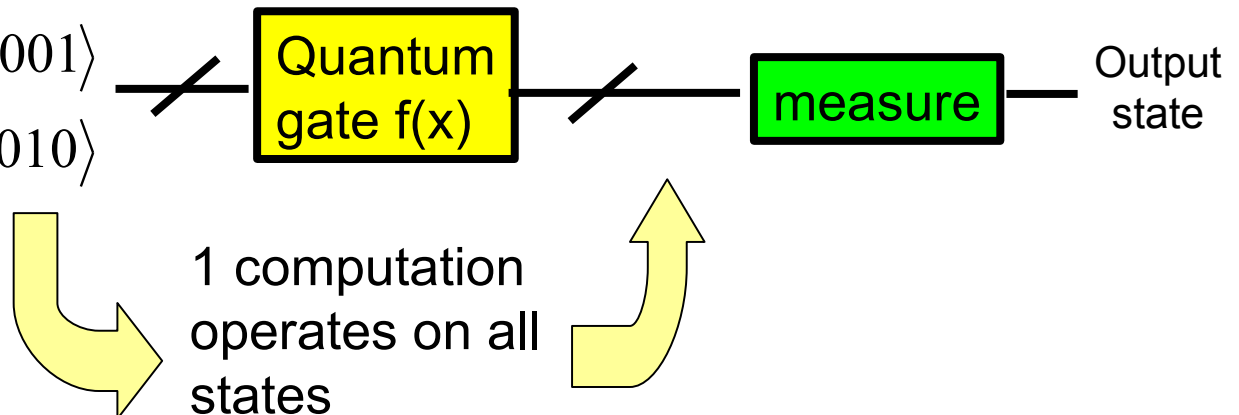 001⟩
010⟩
Quantum
gate f(x)
measure
Output
state
1 computation
operates on all
states